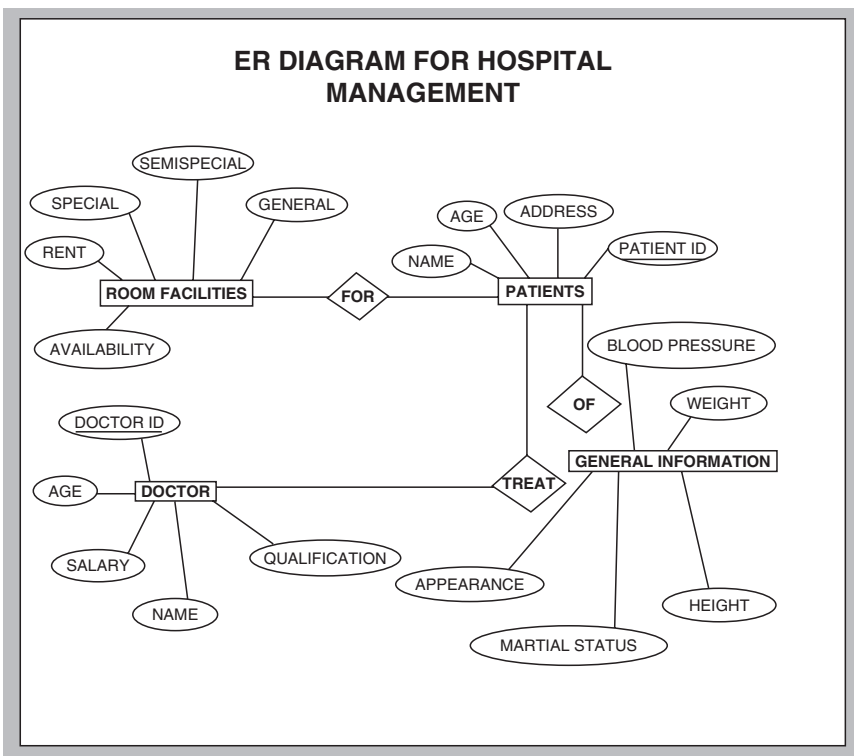 ER DIAGRAM FOR HOSPITAL
MANAGEMENT
SEMISPECIAL
SPECIAL
GENERAL
RENT
ROOM FACILITIES
AVAILABILITY
FOR
AGE
ADDRESS
NAME
PATIENT ID
PATIENTS
BLOOD PRESSURE
OF
WEIGHT
GENERAL INFORMATION
DOCTOR ID
AGE
DOCTOR
TREAT
SALARY
QUALIFICATION
NAME
APPEARANCE
HEIGHT
MARTIAL STATUS